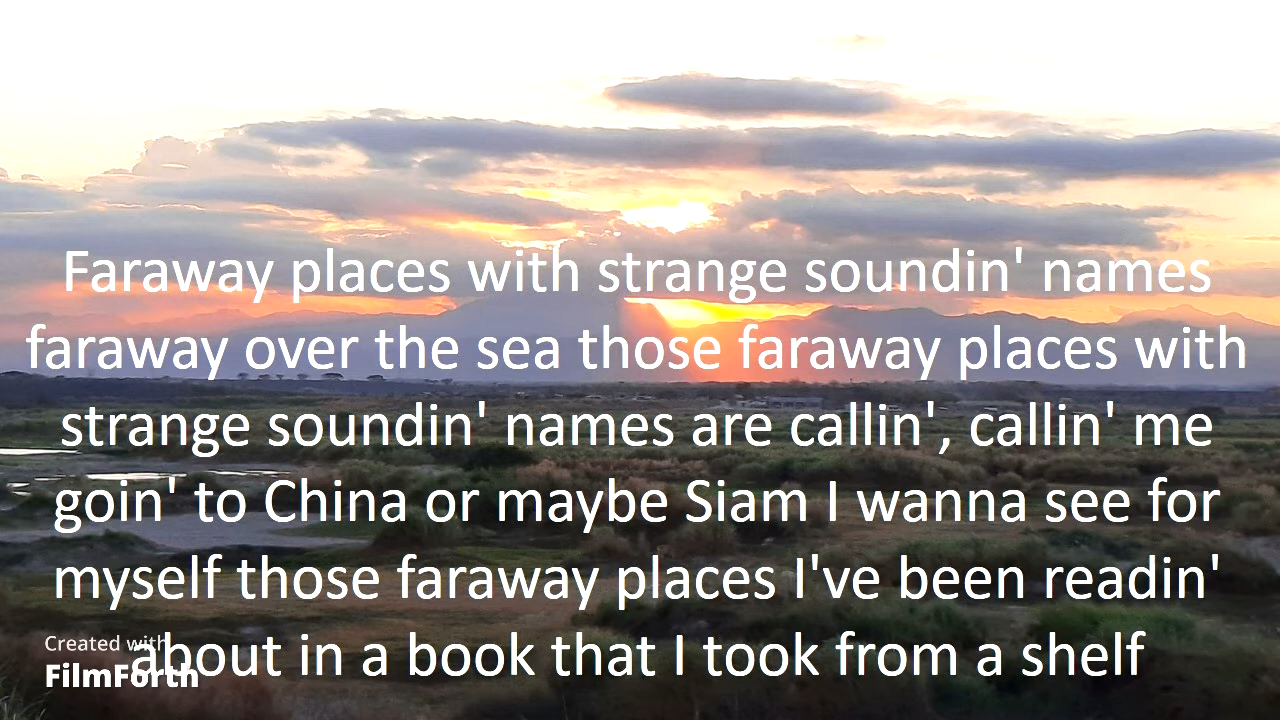 Faraway places with strange soundin' names
faraway over the sea those faraway places with
strange soundin' names are callin', callin' me
goin' to China or maybe Siam I wanna see for
myself those faraway places I've been readin'
about in a book that I took from a shelf
Created with
FilmForth